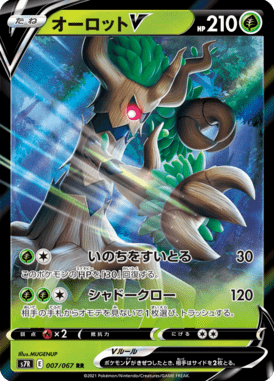 たね オーロットV HP210
いのちをすいとる 30
このポケモンのHPを「30」回復する。
シャドークロー 120
相手の手札からオモテを見ないで1枚選び、トラッシュする。
弱点 ×2 抵抗力 にげる
Vルール
ポケモンVがきぜつしたとき、相手はサイドを2枚とる。
Illus.MUGENUP
s7R E 007/067 RR
©2021 Pokémon/Nintendo/Creatures/GAME FREAK